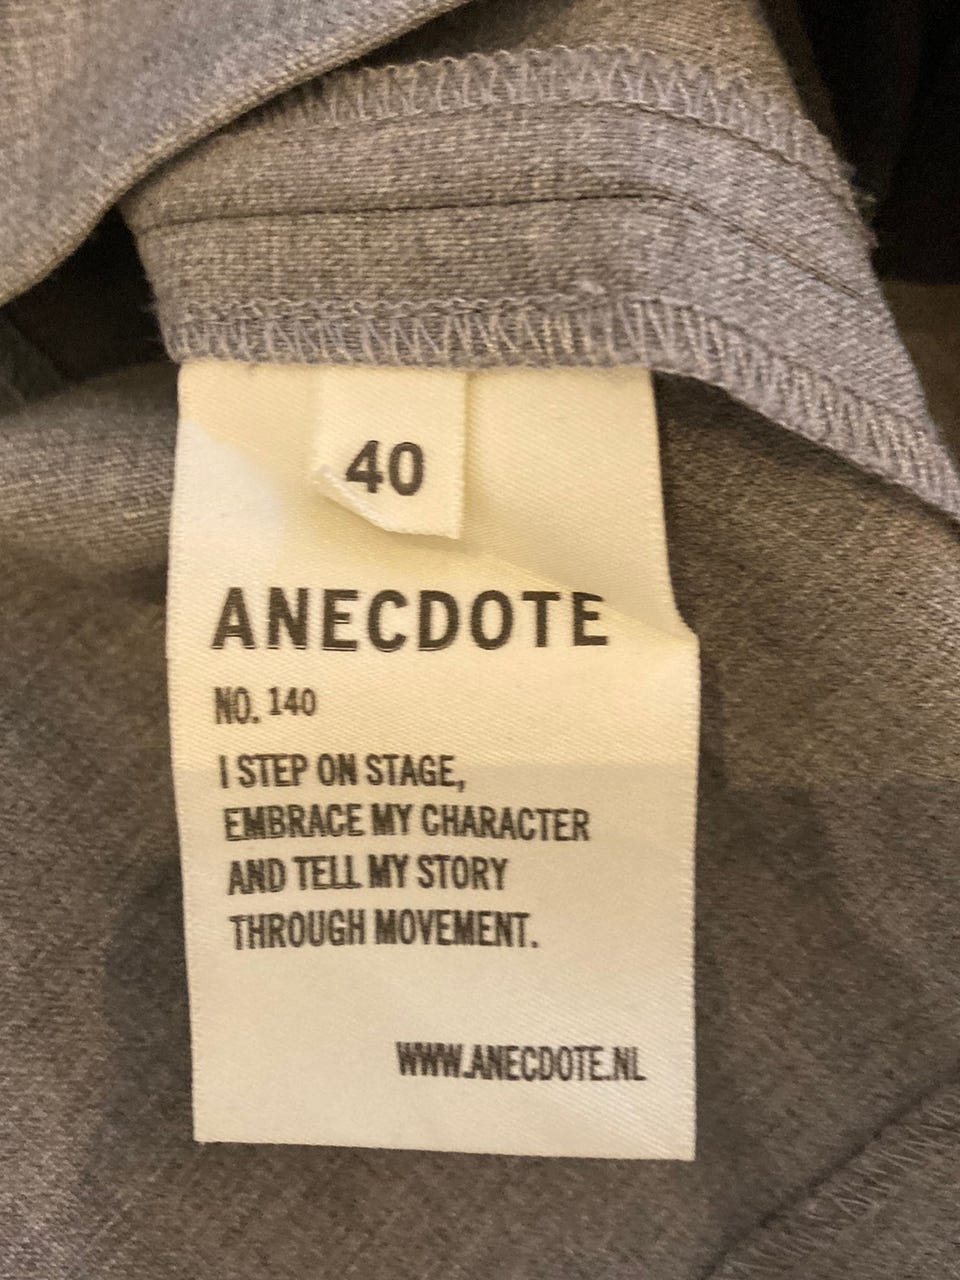 40
ANECDOTE
NO. 140
I STEP ON STAGE,
EMBRACE MY CHARACTER
AND TELL MY STORY
THROUGH MOVEMENT.
WWW.ANECDOTE.NL